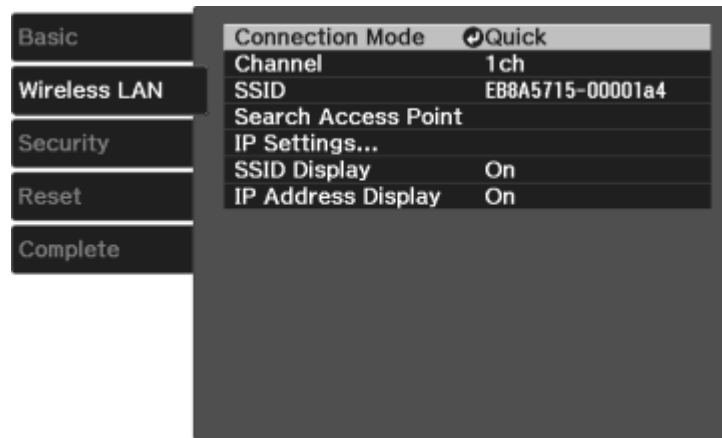 Basic
Wireless LAN
Security
Reset
Complete
Connection Mode Quick
Channel 1ch
SSID EB8A5715-00001a4
Search Access Point
IP Settings...
SSID Display On
IP Address Display On